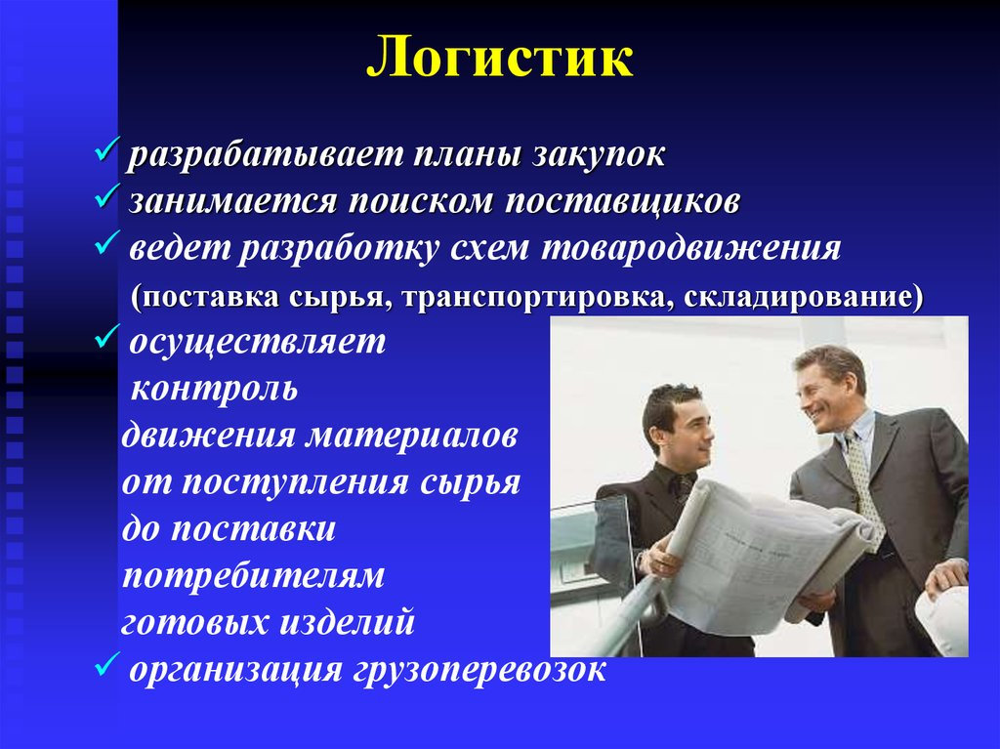 Логистик
✓ разрабатывает планы закупок
✓ занимается поиском поставщиков
✓ ведет разработку схем товародвижения
(поставка сырья, транспортировка, складирование)
✓ осуществляет
контроль
движения материалов
от поступления сырья
до поставки
потребителям
готовых изделий
✓ организация грузоперевозок